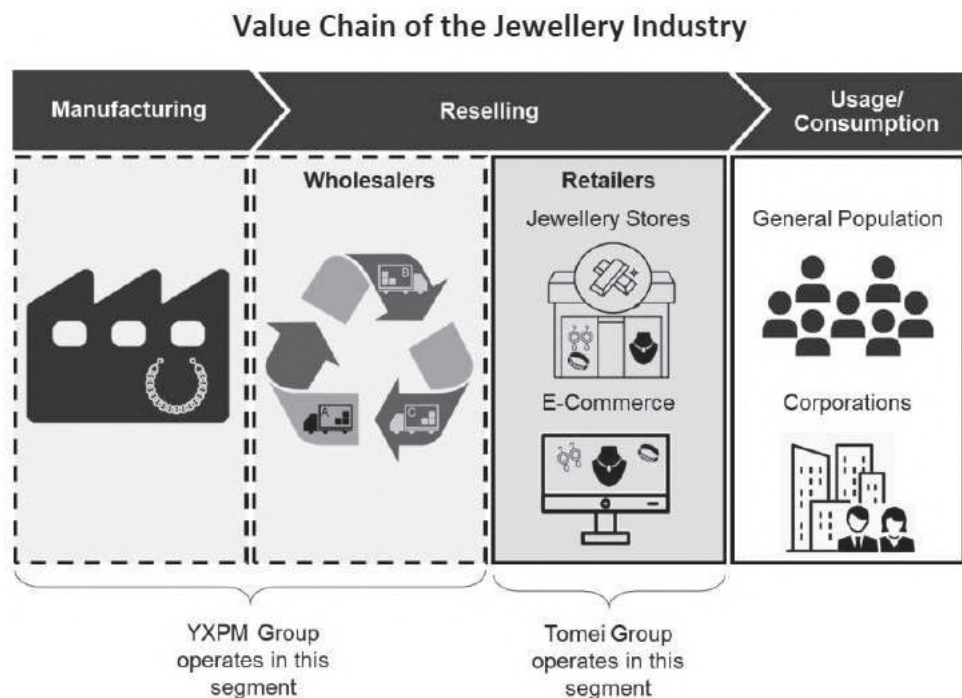 Value Chain of the Jewellery Industry
Manufacturing
Reselling
Usage/
Consumption
Wholesalers
Retailers
Jewellery Stores
General Population
B
A
C
E-Commerce
Corporations
YXPM Group
operates in this
segment
Tomei Group
operates in this
segment